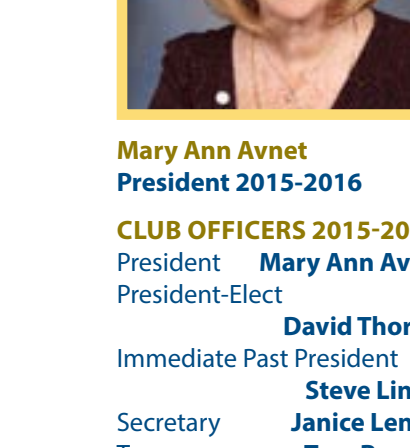 Mary Ann Avnet
President 2015-2016
CLUB OFFICERS 2015-20
President Mary Ann Av
President-Elect
David Thor
Immediate Past President
Steve Lin
Secretary Janice Len